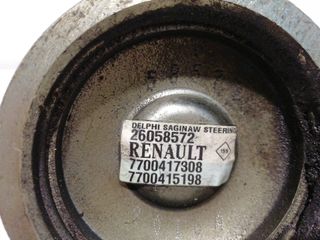 DELPHI SAGINAW STEERING
26058572
RENAULT
7700417308
7700415198